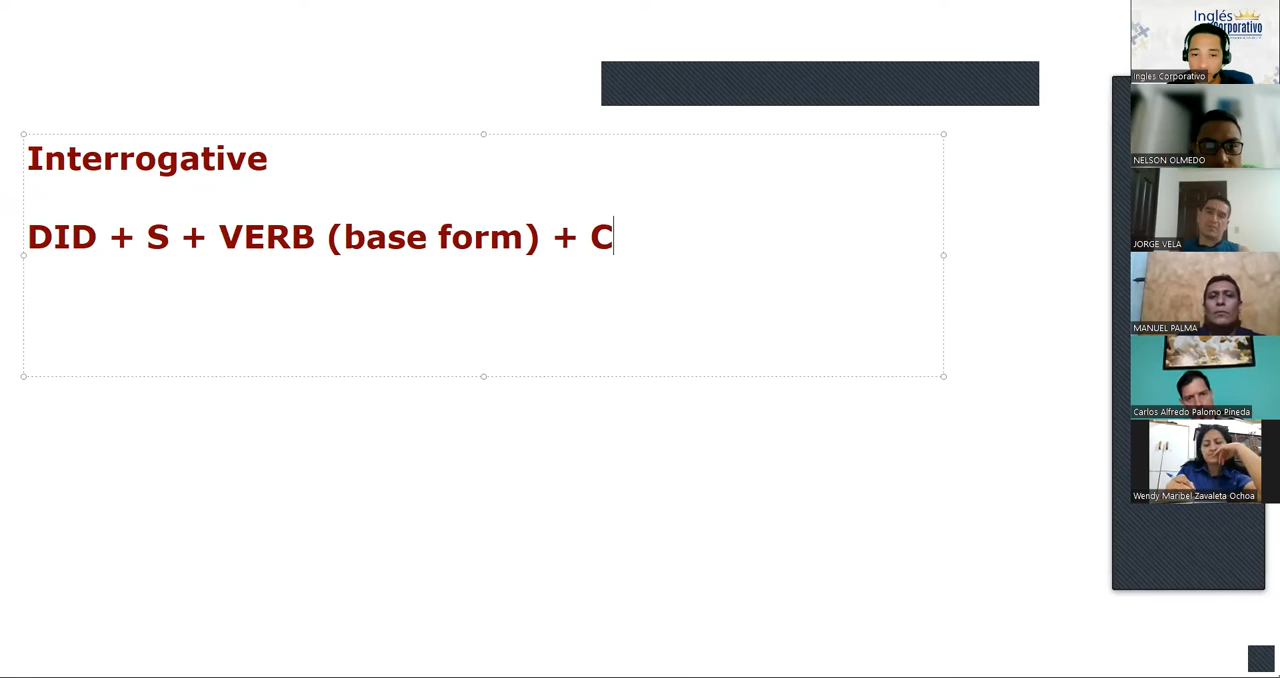 Interrogative
DID + S + VERB (base form) + C
Inglés
Corporativo
Ingles Corporativo
NELSON OLMEDO
JORGE VELA
MANUEL PALMA
Carlos Alfredo Palomo Pineda
Wendy Maribel Zavaleta Ochoa